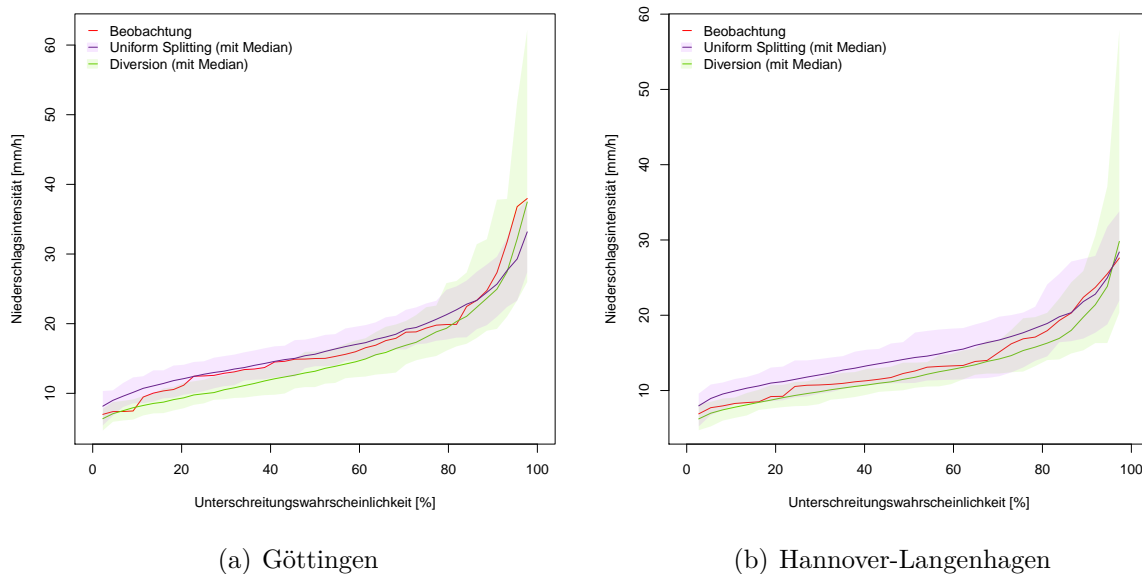 Beobachtung
Uniform Splitting (mit Median)
Diversion (mit Median)
Niederschlagsintensität [mm/h]
60
50
40
30
20
10
0 20 40 60 80 100
Unterschreitungswahrscheinlichkeit [%]
(a) Göttingen
Beobachtung
Uniform Splitting (mit Median)
Diversion (mit Median)
Niederschlagsintensität [mm/h]
60
50
40
30
20
10
0 20 40 60 80 100
Unterschreitungswahrscheinlichkeit [%]
(b) Hannover-Langenhagen